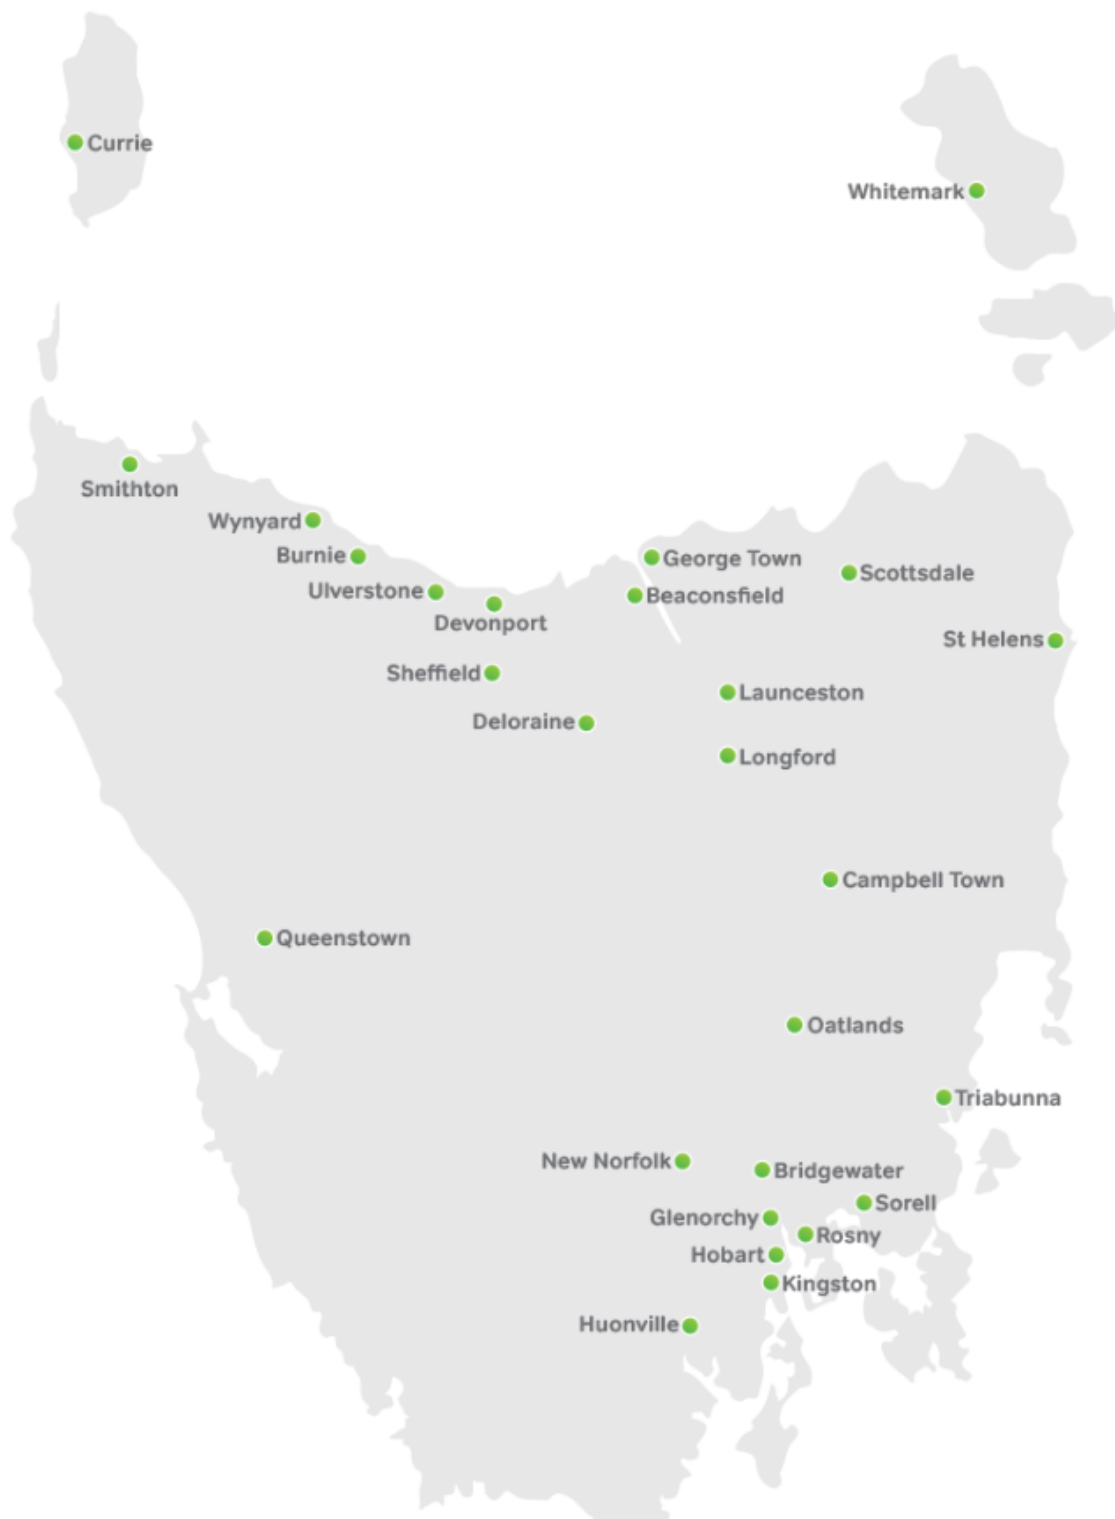 Currie
Whitemark
Smithton
Wynyard
Burnie
George Town
Scottsdale
Ulverstone
Beaconsfield
Devonport
St Helens
Sheffield
Launceston
Deloraine
Longford
Campbell Town
Queenstown
Oatlands
Triabunna
New Norfolk
Bridgewater
Sorell
Glenorchy
Rosny
Hobart
Kingston
Huonville